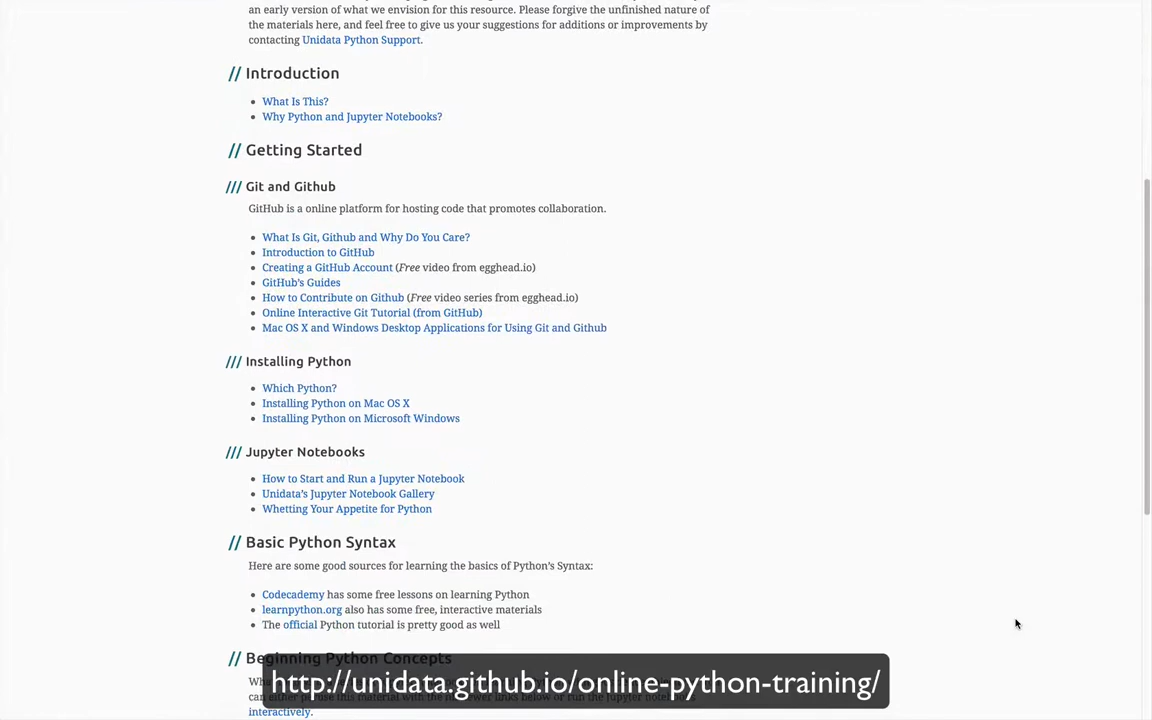 an early version of what we envision for this resource. Please forgive the unfinished nature of
the materials here, and feel free to give us your suggestions for additions or improvements by
contacting Unidata Python Support.
// Introduction
What Is This?
Why Python and Jupyter Notebooks?
// Getting Started
/// Git and Github
GitHub is a online platform for hosting code that promotes collaboration.
What Is Git, Github and Why Do You Care?
Introduction to GitHub
Creating a GitHub Account (Free video from egghead.io)
GitHub's Guides
How to Contribute on Github (Free video series from egghead.io)
Online Interactive Git Tutorial (from GitHub)
Mac OS X and Windows Desktop Applications for Using Git and Github
/// Installing Python
Which Python?
Installing Python on Mac OS X
Installing Python on Microsoft Windows
/// Jupyter Notebooks
How to Start and Run a Jupyter Notebook
Unidata's Jupyter Notebook Gallery
Whetting Your Appetite for Python
// Basic Python Syntax
Here are some good sources for learning the basics of Python's Syntax:
Codecademy has some free lessons on learning Python
learnpython.org also has some free, interactive materials
The official Python tutorial is pretty good as well
// Beginning Python Concepts
http://unidata.github.io/online-python-training/
interactively.